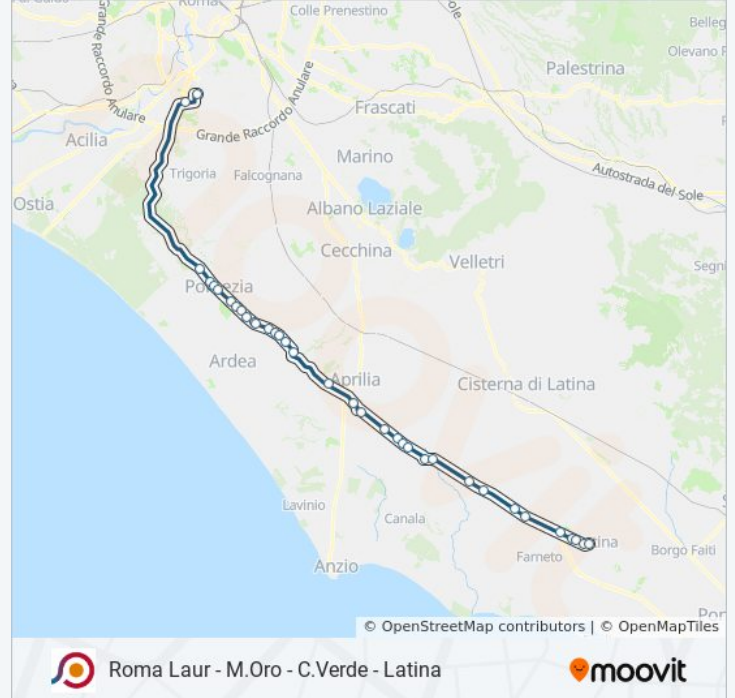 Roma
Colle Prenestino
Grande Raccordo Anulare
Palestrina
Frascati
Grande Raccordo Anulare
Acilia
Marino
Trigoria
Falcognana
Autostrada del Sole
Ostia
Albano Laziale
Cecchina
Velletri
Ardea
Aprilia
Cisterna di Latina
Lavinio
Canala
Farneto
Borgo Faiti
Anzio
© OpenStreetMap contributors | © OpenMapTiles
Roma Laur - M.Oro - C.Verde - Latina
moovit